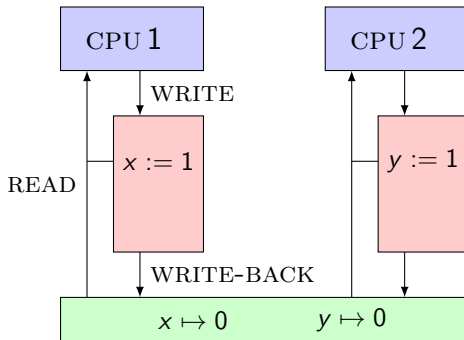 CPU 1
CPU 2
WRITE
x := 1
y := 1
READ
WRITE-BACK
x ↦ 0
y ↦ 0